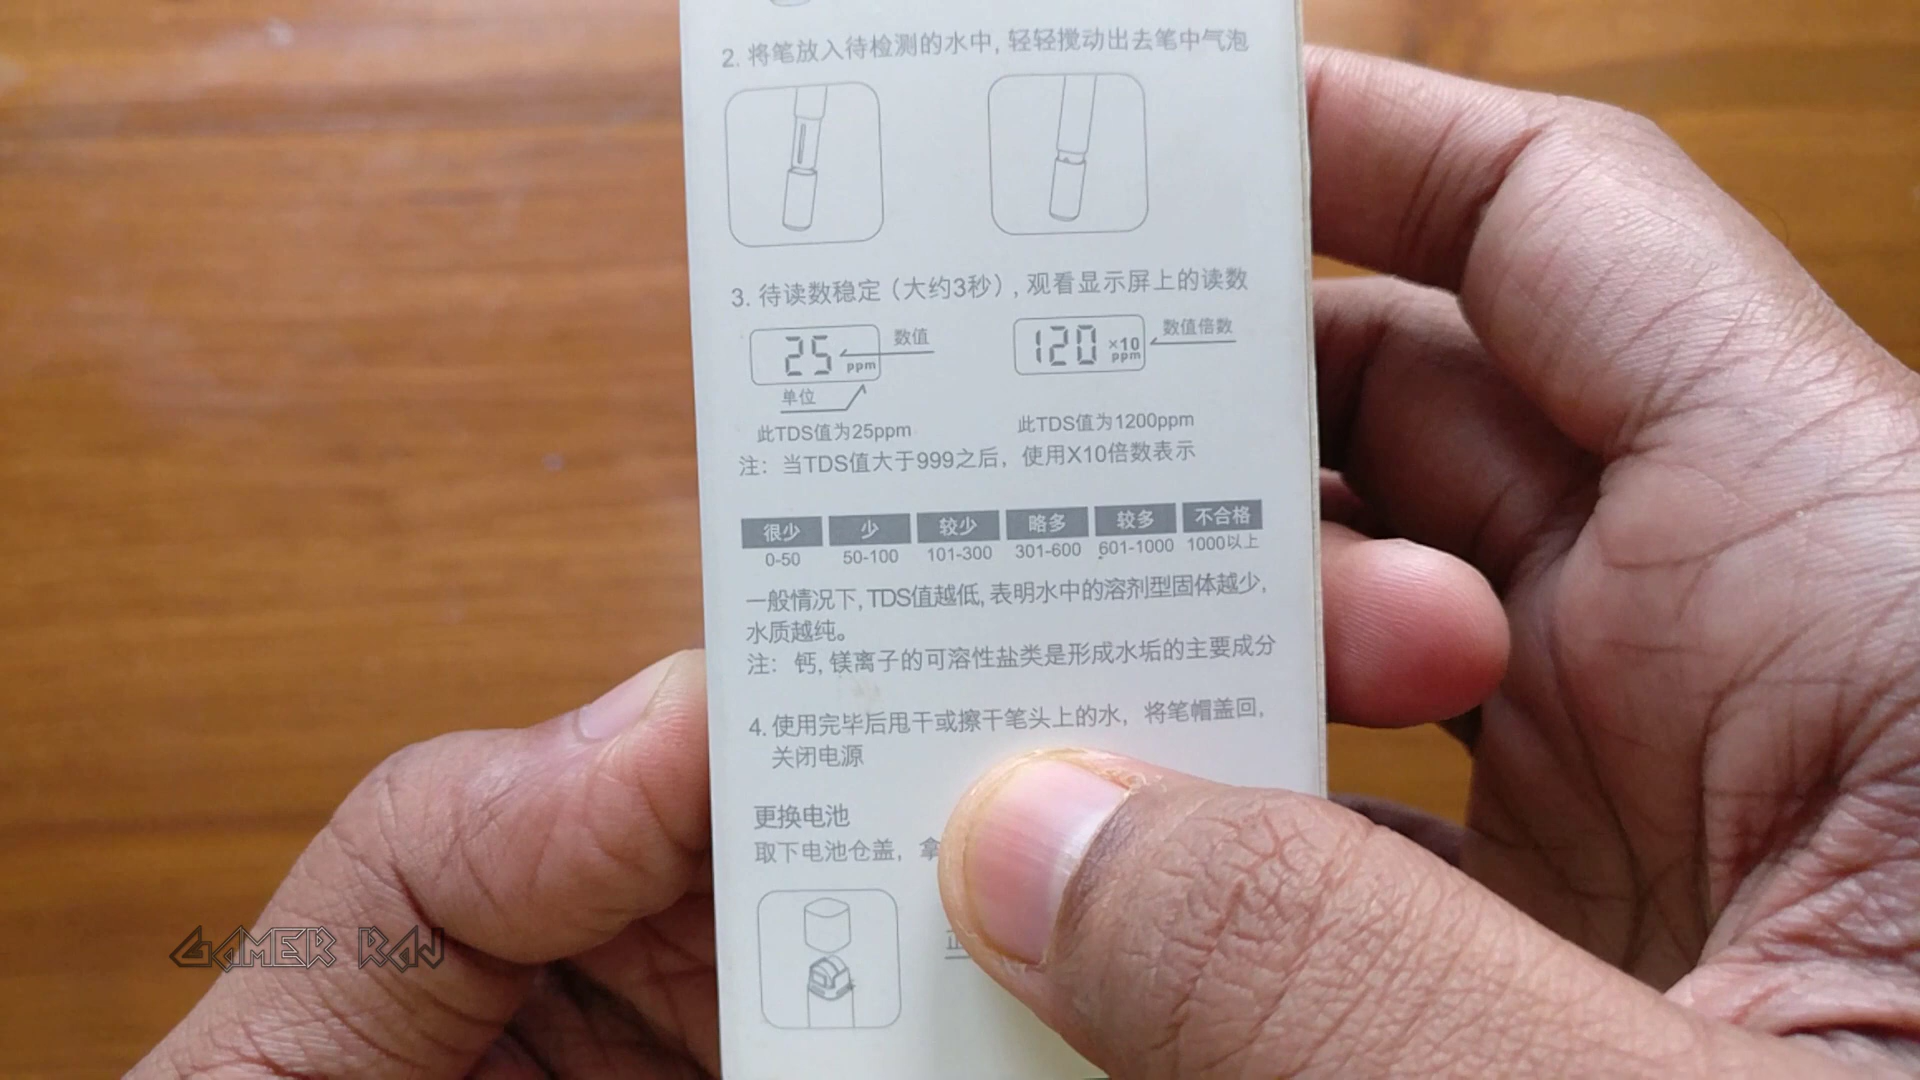 2. 将笔放入待检测的水中, 轻轻搅动出去笔中气泡
3. 待读数稳定（大约3秒）, 观看显示屏上的读数
25 ppm 数值
单位
120 ×10 ppm 数值倍数
此TDS值为25ppm 此TDS值为1200ppm
注：当TDS值大于999之后，使用X10倍数表示
很少 少 较少 略多 较多 不合格
0-50 50-100 101-300 301-600 601-1000 1000以上
一般情况下, TDS值越低, 表明水中的溶剂型固体越少,
水质越纯。
注：钙, 镁离子的可溶性盐类是形成水垢的主要成分
4. 使用完毕后甩干或擦干笔头上的水，将笔帽盖回,
关闭电源
更换电池
取下电池仓盖，拿
GAMER RAJ